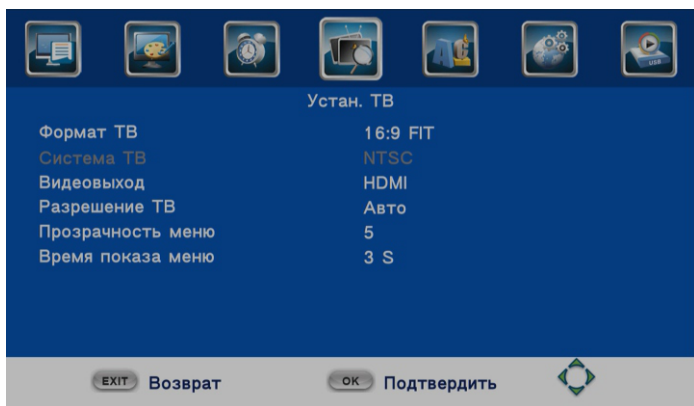 USB
Устан. ТВ
Формат ТВ 16:9 FIT
Система ТВ NTSC
Видеовыход HDMI
Разрешение ТВ Авто
Прозрачность меню 5
Время показа меню 3 S
EXIT Возврат OK Подтвердить